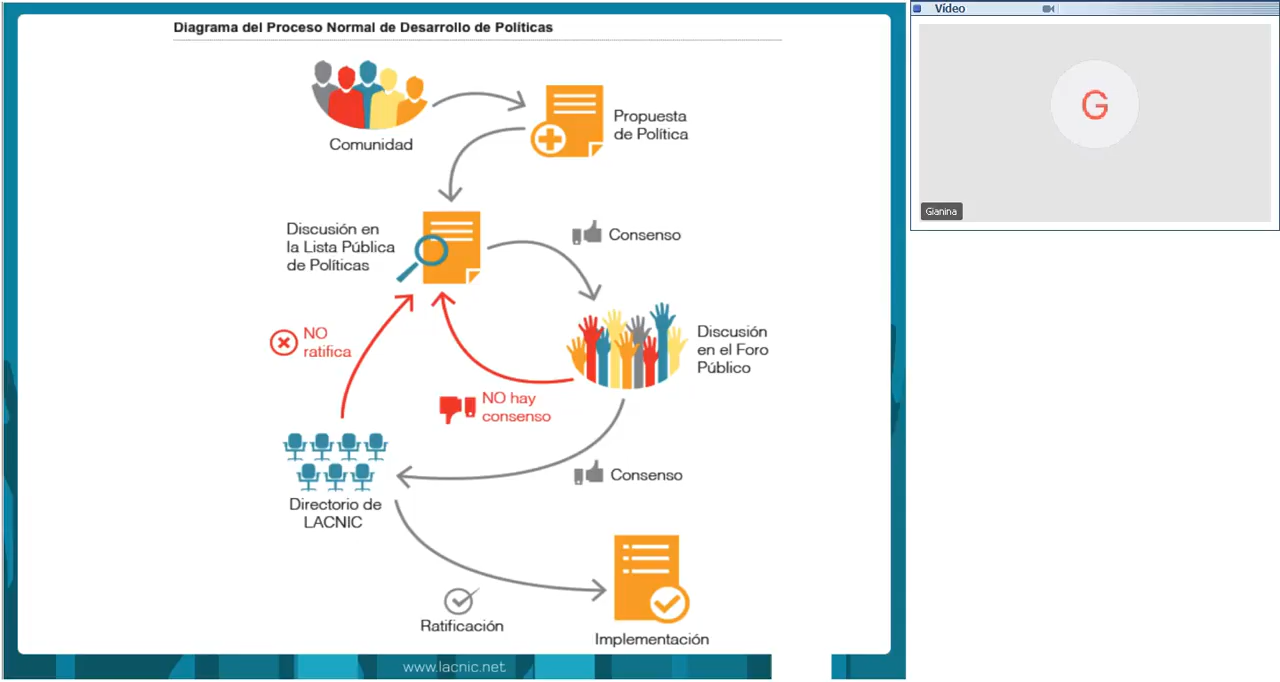 Diagrama del Proceso Normal de Desarrollo de Políticas
Comunidad
Propuesta
de Política
Discusión en
la Lista Pública
de Políticas
Consenso
Discusión
en el Foro
Público
NO
ratifica
NO hay
consenso
Consenso
Directorio de
LACNIC
Ratificación
Implementación
www.lacnic.net
Vídeo
G
Gianina